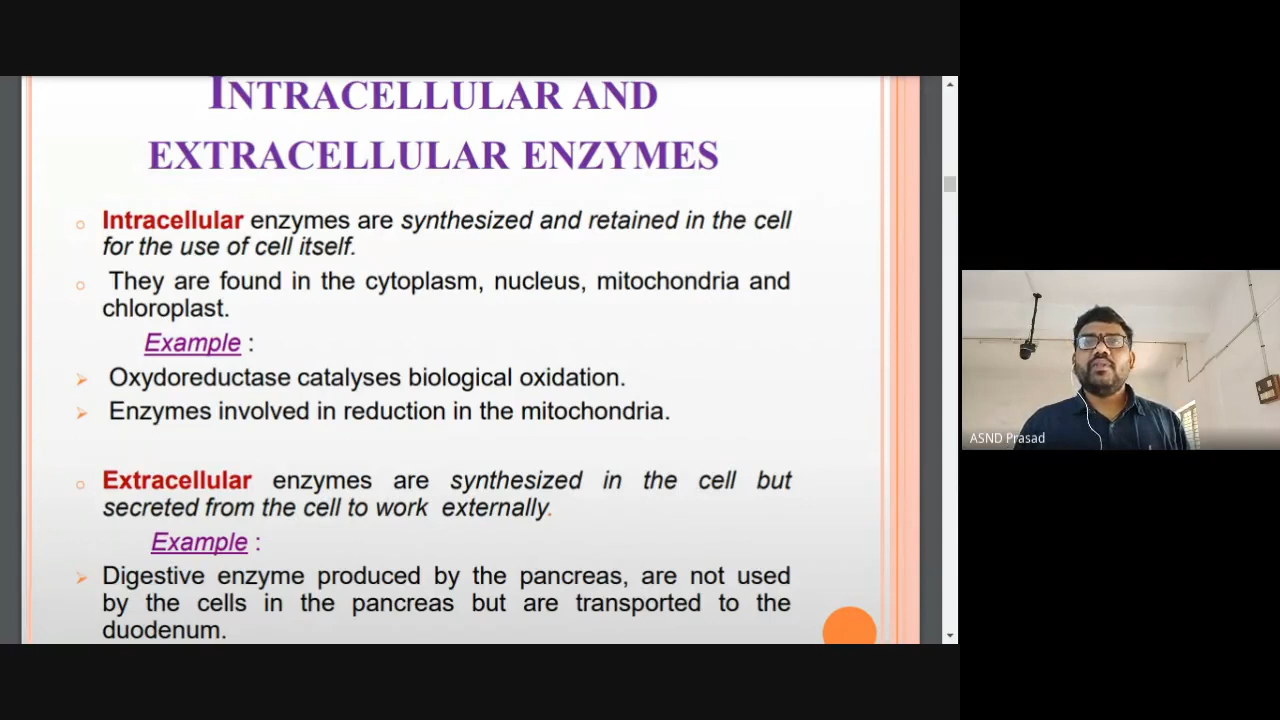 INTRACELLULAR AND
EXTRACELLULAR ENZYMES
Intracellular enzymes are synthesized and retained in the cell
for the use of cell itself.
They are found in the cytoplasm, nucleus, mitochondria and
chloroplast.
Example :
Oxydoreductase catalyses biological oxidation.
Enzymes involved in reduction in the mitochondria.
Extracellular enzymes are synthesized in the cell but
secreted from the cell to work externally.
Example :
Digestive enzyme produced by the pancreas, are not used
by the cells in the pancreas but are transported to the
duodenum.
ASND Prasad